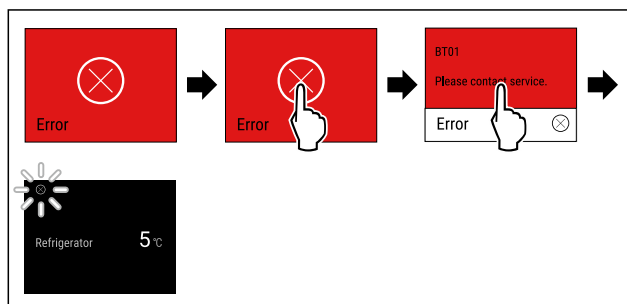 Error
Error
BT01
Please contact service.
Error
Refrigerator 5 °C